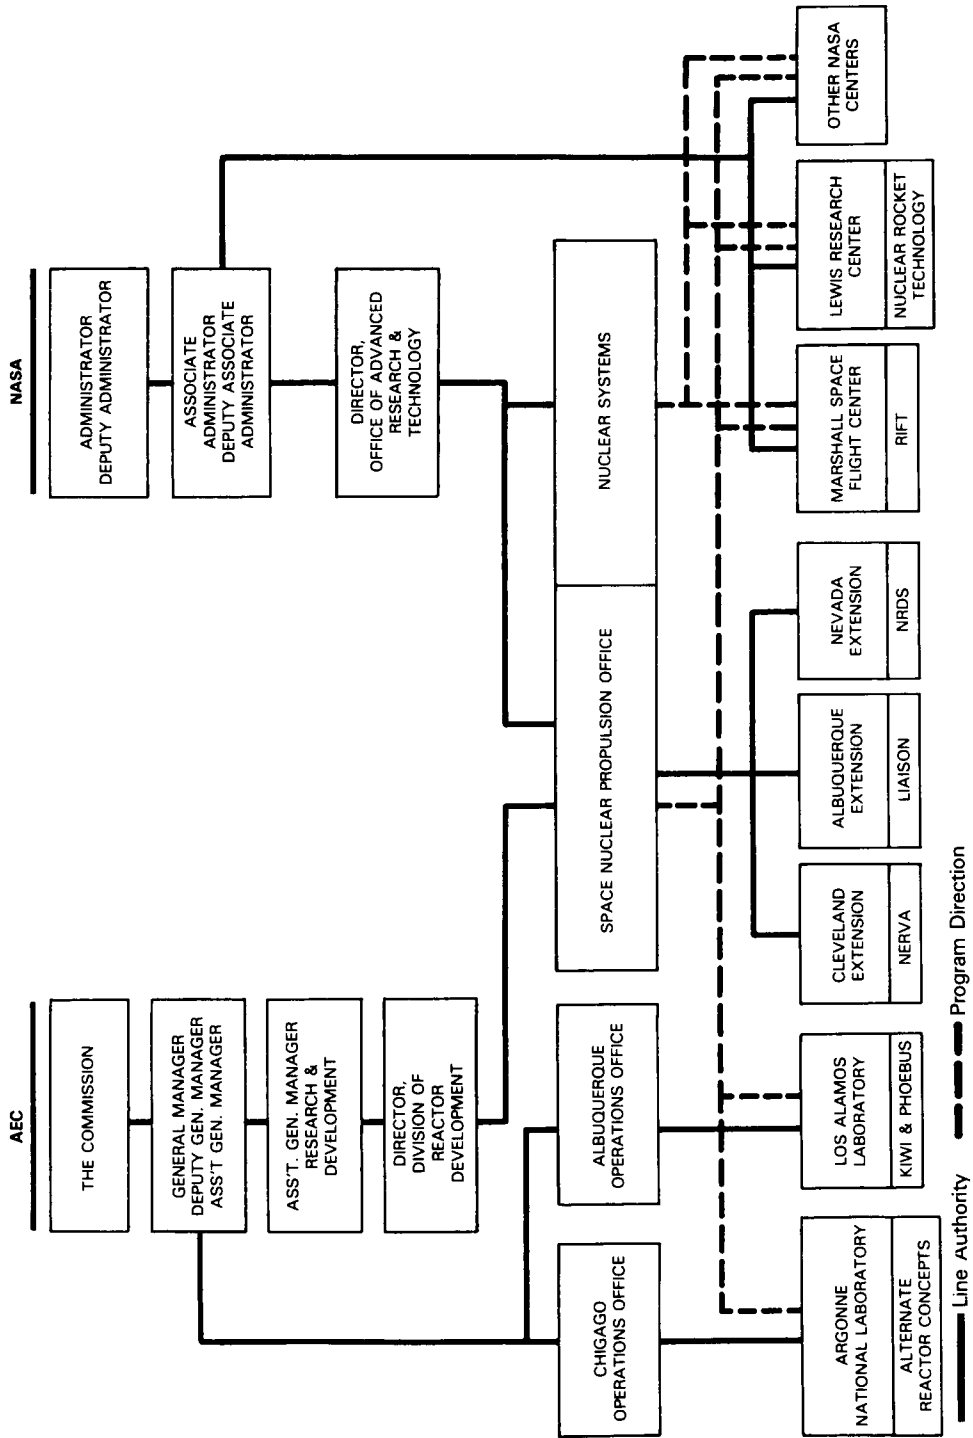 AEC
NASA
THE COMMISSION
GENERAL MANAGER
DEPUTY GEN. MANAGER
ASS'T GEN. MANAGER
ASS'T. GEN. MANAGER
RESEARCH &
DEVELOPMENT
DIRECTOR,
DIVISION OF
REACTOR
DEVELOPMENT
ADMINISTRATOR
DEPUTY ADMINISTRATOR
ASSOCIATE
ADMINISTRATOR
DEPUTY ASSOCIATE
ADMINISTRATOR
DIRECTOR,
OFFICE OF ADVANCED
RESEARCH &
TECHNOLOGY
CHIGAGO
OPERATIONS OFFICE
ALBUQUERQUE
OPERATIONS OFFICE
SPACE NUCLEAR PROPULSION OFFICE
NUCLEAR SYSTEMS
ARGONNE
NATIONAL LABORATORY
ALTERNATE
REACTOR CONCEPTS
LOS ALAMOS
LABORATORY
KIWI & PHOEBUS
CLEVELAND
EXTENSION
NERVA
ALBUQUERQUE
EXTENSION
LIAISON
NEVADA
EXTENSION
NRDS
MARSHALL SPACE
FLIGHT CENTER
RIFT
LEWIS RESEARCH
CENTER
NUCLEAR ROCKET
TECHNOLOGY
OTHER NASA
CENTERS
Line Authority
Program Direction